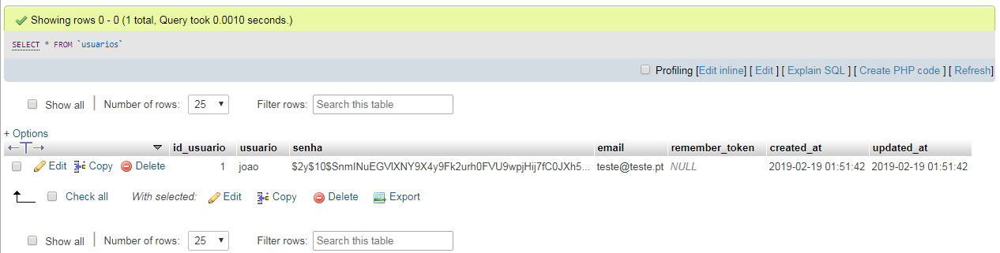 Showing rows 0 - 0 (1 total, Query took 0.0010 seconds.)
SELECT * FROM `usuarios`
Profiling [Edit inline] [ Edit ] [ Explain SQL ] [ Create PHP code ] [ Refresh]
Show all | Number of rows: 25 Filter rows: Search this table
+ Options
←T→ id_usuario usuario senha email remember_token created_at updated_at
Edit Copy Delete 1 joao $2y$10$SnmINuEGVlXNY9X4y9Fk2urh0FVU9wpjHij7fC0JXh5... teste@teste.pt NULL 2019-02-19 01:51:42 2019-02-19 01:51:42
Check all With selected: Edit Copy Delete Export
Show all | Number of rows: 25 Filter rows: Search this table